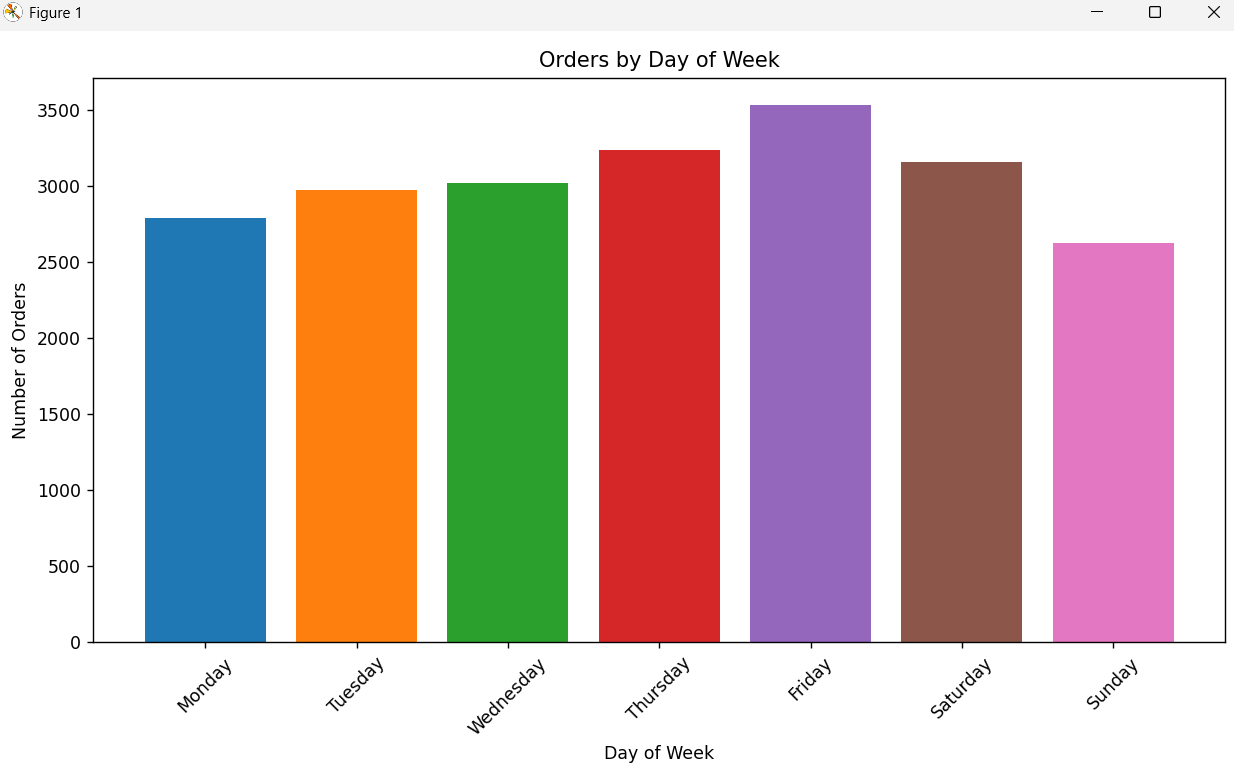 Figure 1
Orders by Day of Week
Number of Orders
3500
3000
2500
2000
1500
1000
500
0
Monday
Tuesday
Wednesday
Thursday
Friday
Saturday
Sunday
Day of Week